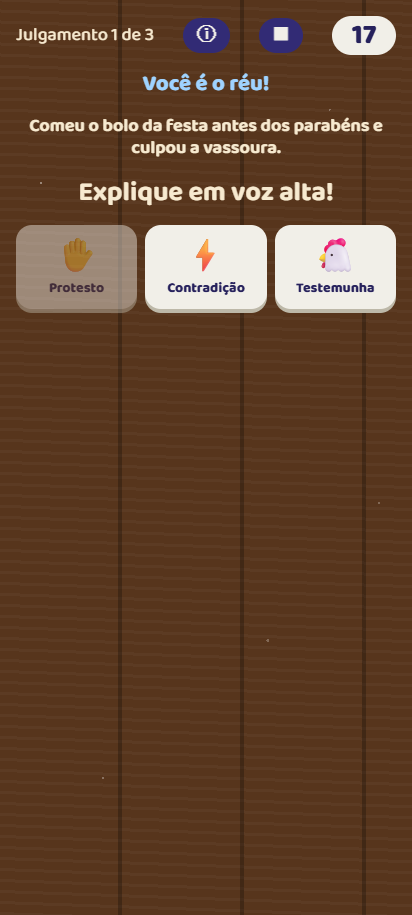 Julgamento 1 de 3
17
Você é o réu!
Comeu o bolo da festa antes dos parabéns e
culpou a vassoura.
Explique em voz alta!
Protesto
Contradição
Testemunha